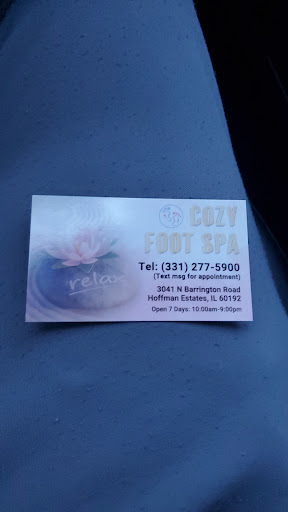 COZY
FOOT SPA
relax
Tel: (331) 277-5900
(Text msg for appointment)
3041 N Barrington Road
Hoffman Estates, IL 60192
Open 7 Days: 10:00am-9:00pm